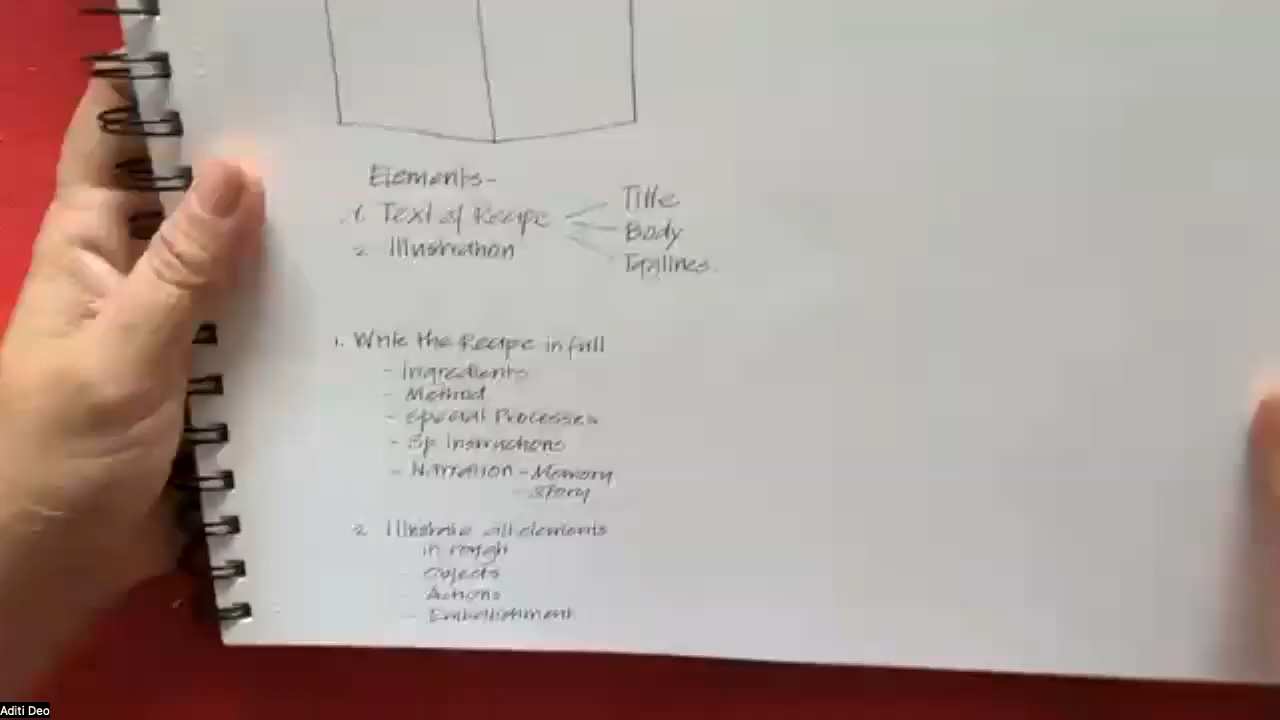 Elements-
1. Text of Recipe
Title
Body
Taglines.
2. Illustration
1. Write the Recipe in full
- Ingredients
- Method
- Special Processes
- Sp Instructions
- Narration - Memory
- Story
2. Illustrate all elements
in rough
- Objects
- Actions
- Embellishment
Aditi Deo